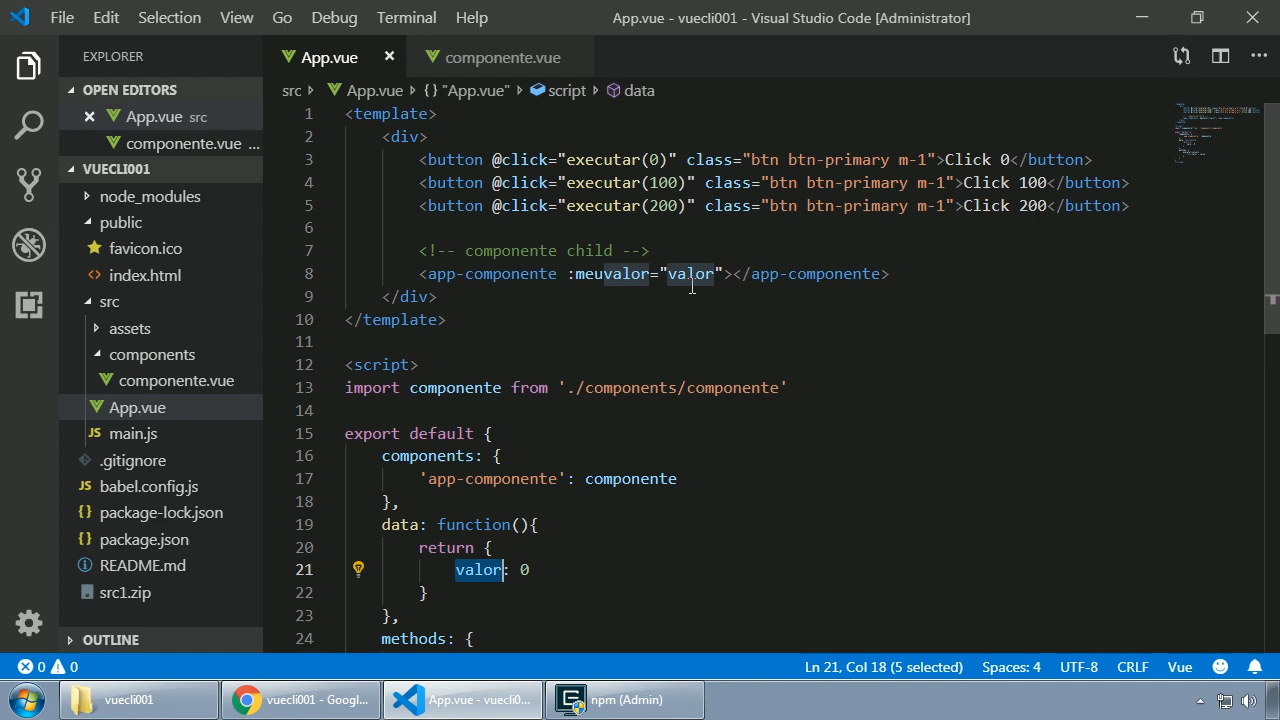 File Edit Selection View Go Debug Terminal Help App.vue - vuecli001 - Visual Studio Code [Administrator]
EXPLORER
OPEN EDITORS
App.vue src
componente.vue ...
VUECLI001
node_modules
public
favicon.ico
index.html
src
assets
components
componente.vue
App.vue
JS main.js
.gitignore
JS babel.config.js
{} package-lock.json
{} package.json
README.md
src1.zip
OUTLINE
App.vue componente.vue
src App.vue {} "App.vue" script data
1 <template>
2 <div>
3 <button @click="executar(0)" class="btn btn-primary m-1">Click 0</button>
4 <button @click="executar(100)" class="btn btn-primary m-1">Click 100</button>
5 <button @click="executar(200)" class="btn btn-primary m-1">Click 200</button>
6
7 <!-- componente child -->
8 <app-componente :meuvalor="valor"></app-componente>
9 </div>
10 </template>
11
12 <script>
13 import componente from './components/componente'
14
15 export default {
16 components: {
17 'app-componente': componente
18 },
19 data: function(){
20 return {
21 valor: 0
22 }
23 },
24 methods: {
0 0 Ln 21, Col 18 (5 selected) Spaces: 4 UTF-8 CRLF Vue
vuecli001 vuecli001 - Googl... App.vue - vuecli0... npm (Admin)